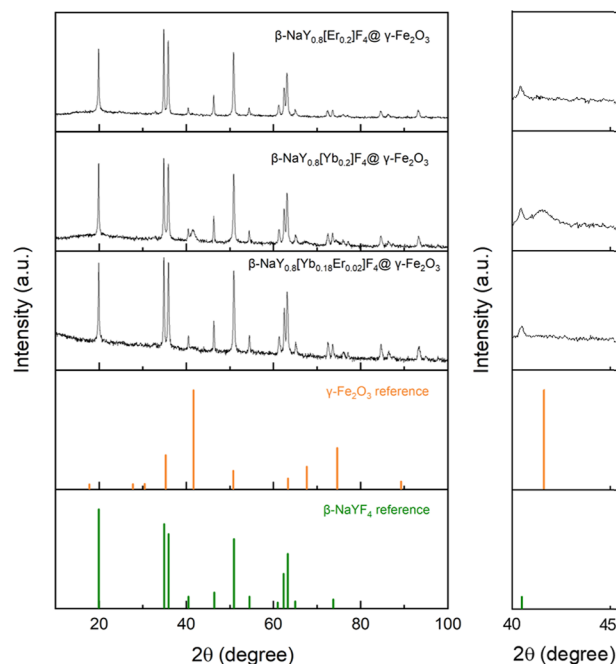 β-NaY0.8[Er0.2]F4@ γ-Fe2O3
β-NaY0.8[Yb0.2]F4@ γ-Fe2O3
β-NaY0.8[Yb0.18Er0.02]F4@ γ-Fe2O3
γ-Fe2O3 reference
β-NaYF4 reference
Intensity (a.u.)
20 40 60 80 100
2θ (degree)
Intensity (a.u.)
40 45
2θ (degree)